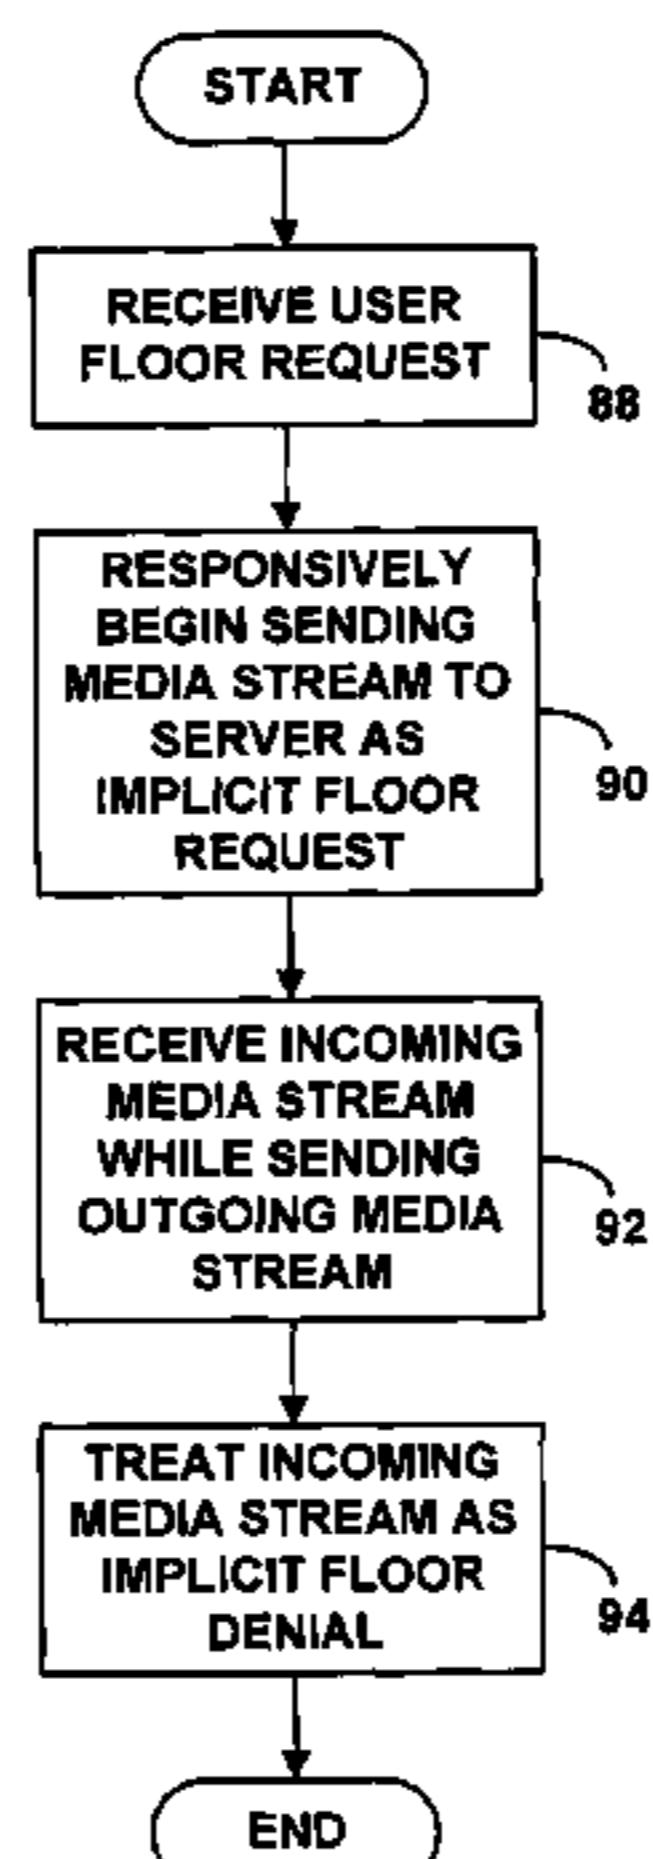 START
RECEIVE USER
FLOOR REQUEST
88
RESPONSIVELY
BEGIN SENDING
MEDIA STREAM TO
SERVER AS
IMPLICIT FLOOR
REQUEST
90
RECEIVE INCOMING
MEDIA STREAM
WHILE SENDING
OUTGOING MEDIA
STREAM
92
TREAT INCOMING
MEDIA STREAM AS
IMPLICIT FLOOR
DENIAL
94
END